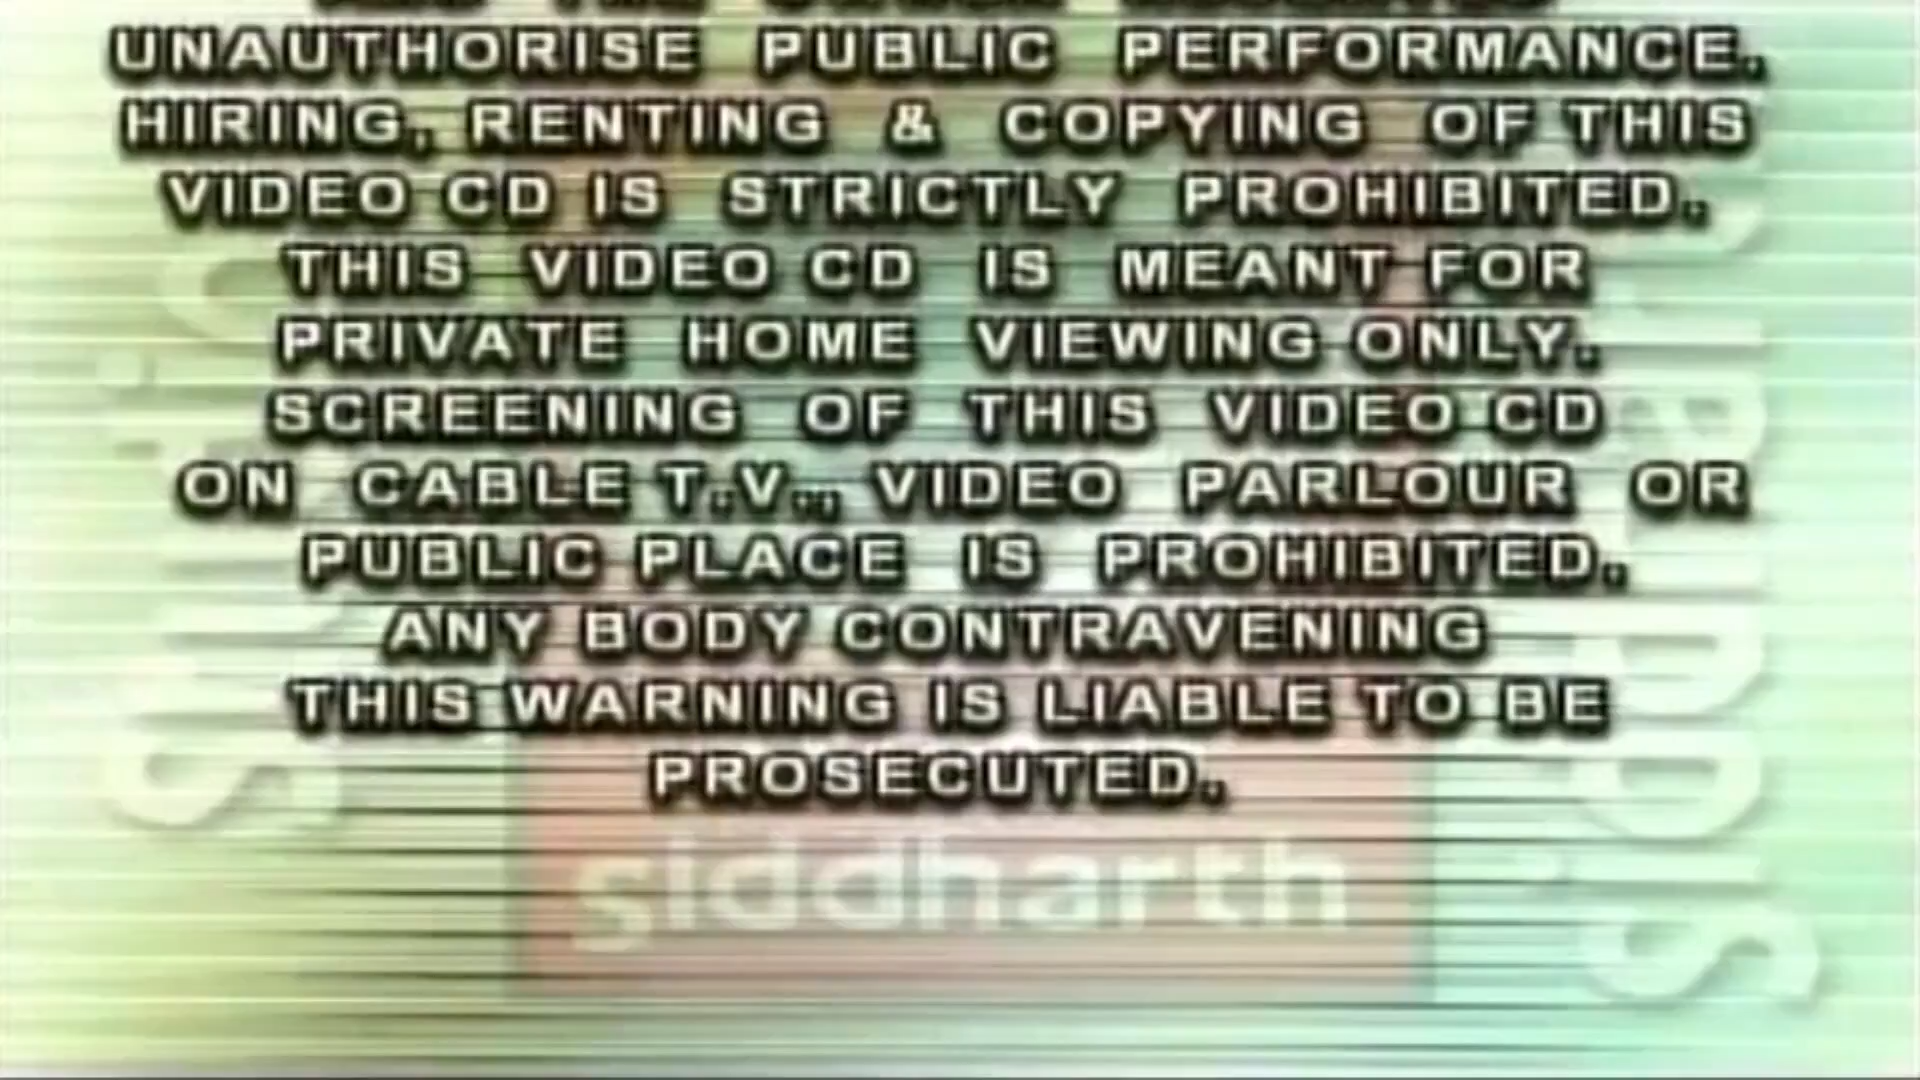 UNAUTHORISE PUBLIC PERFORMANCE.
HIRING, RENTING & COPYING OF THIS
VIDEO CD IS STRICTLY PROHIBITED.
THIS VIDEO CD IS MEANT FOR
PRIVATE HOME VIEWING ONLY.
SCREENING OF THIS VIDEO CD
ON CABLE T.V., VIDEO PARLOUR OR
PUBLIC PLACE IS PROHIBITED.
ANY BODY CONTRAVENING
THIS WARNING IS LIABLE TO BE
PROSECUTED.
siddharth